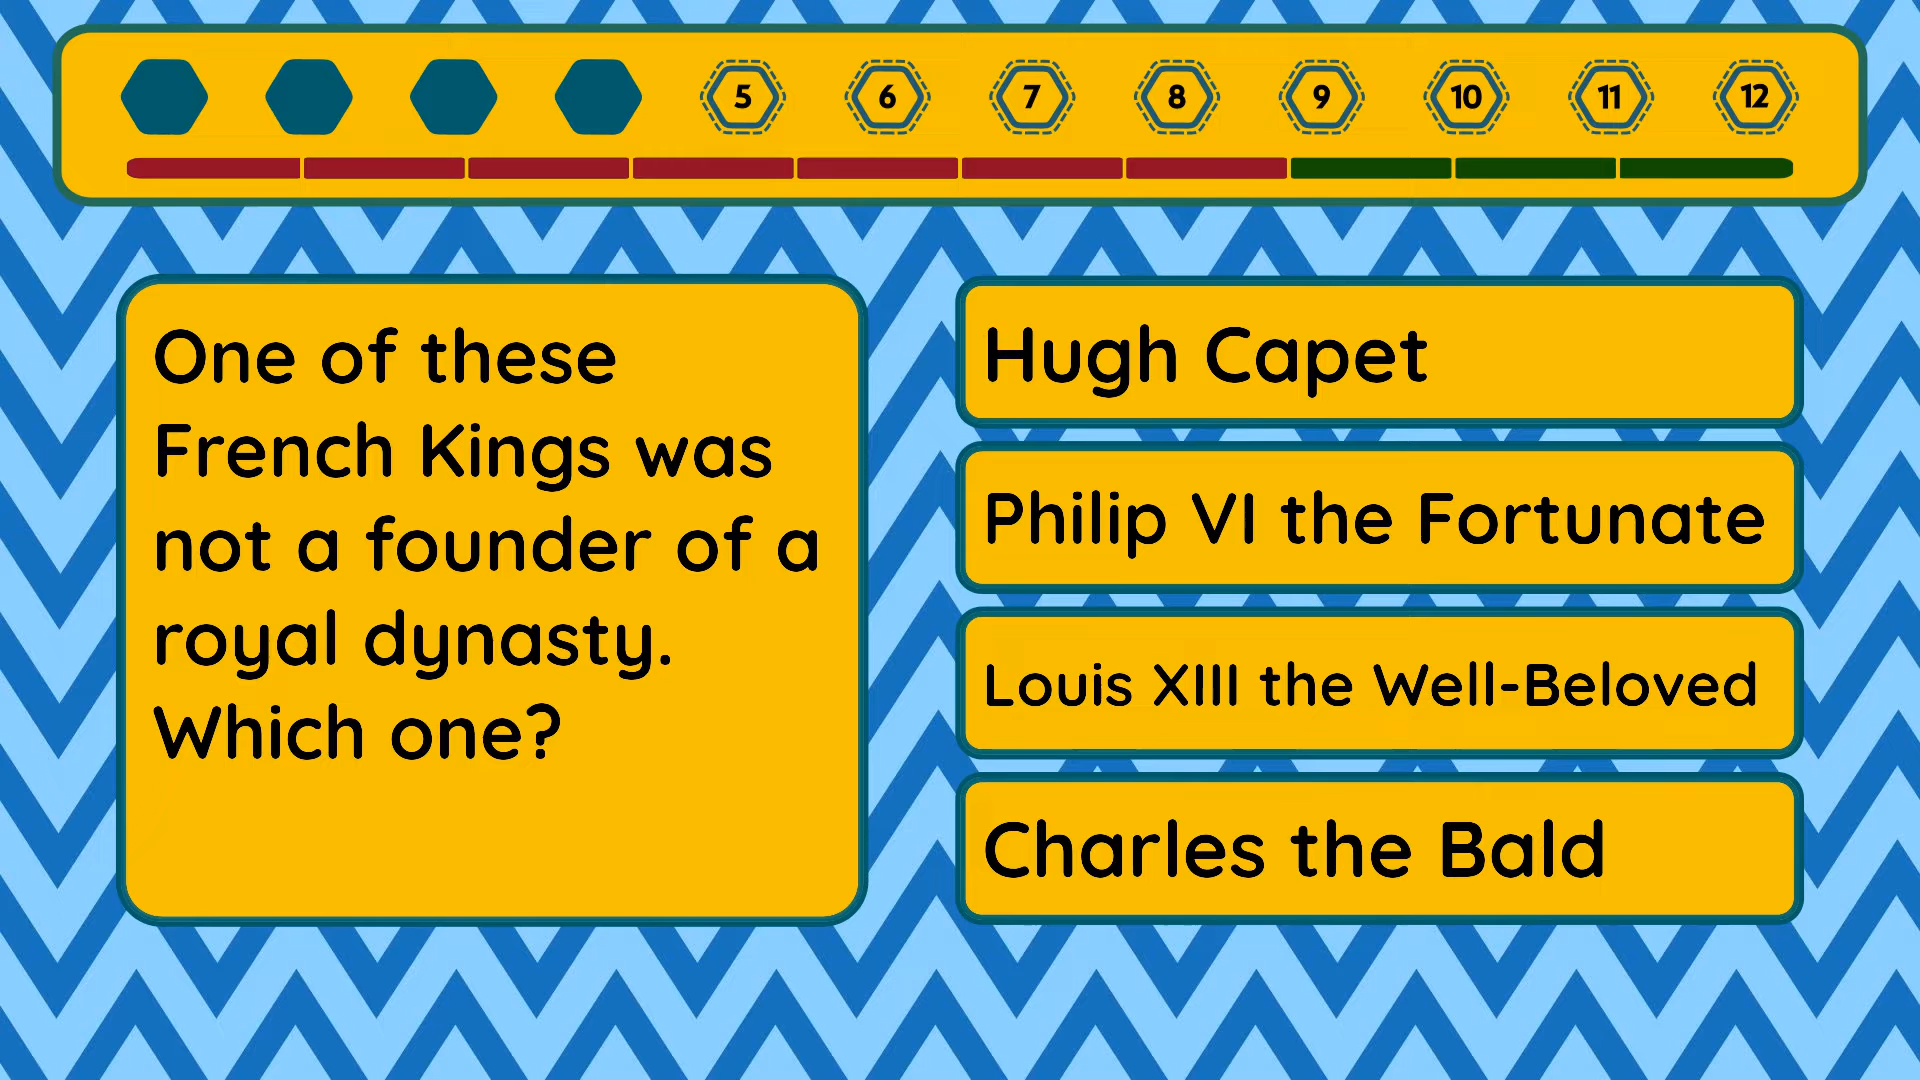 5 6 7 8 9 10 11 12
One of these
French Kings was
not a founder of a
royal dynasty.
Which one?
Hugh Capet
Philip VI the Fortunate
Louis XIII the Well-Beloved
Charles the Bald